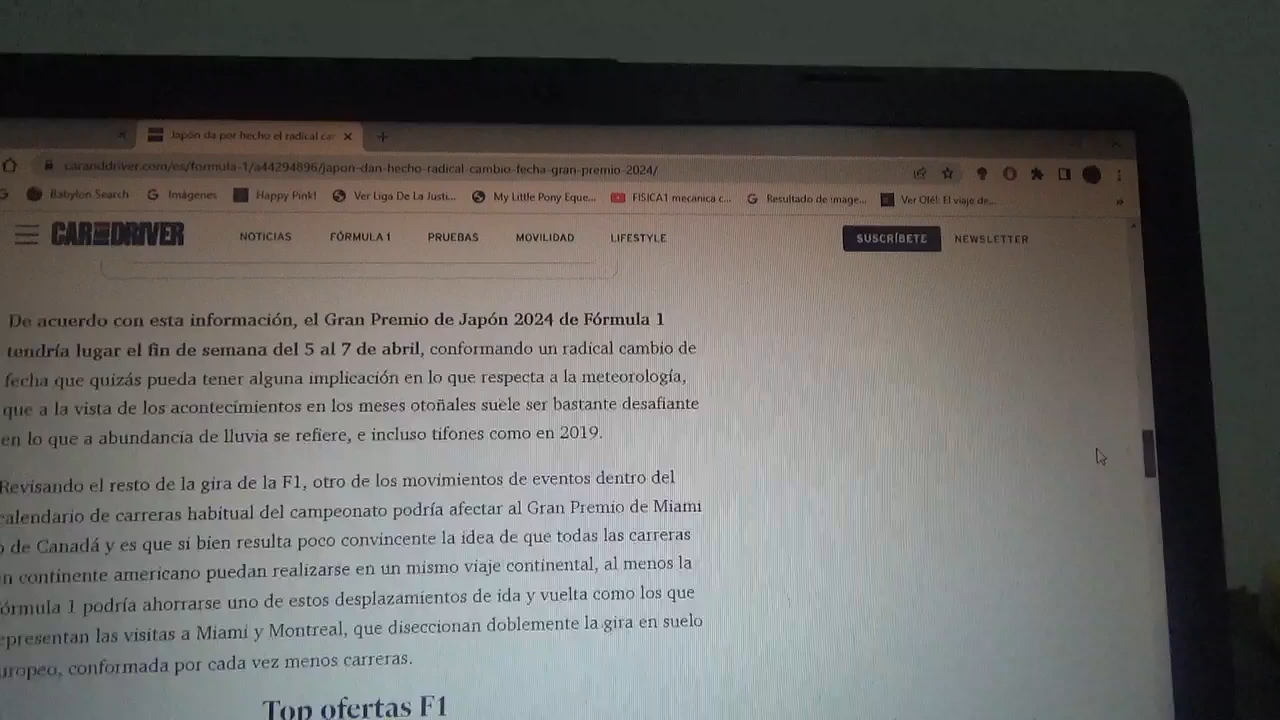 Japón da por hecho el radical car
caranddriver.com/es/formula-1/a44294896/japon-dan-hecho-radical-cambio-fecha-gran-premio-2024/
Babylon Search Imágenes Happy Pink! Ver Liga De La Justi... My Little Pony Eque... FISICA1 mecanica c... Resultado de image... Ver Olé!: El viaje de... »
CAR AND DRIVER NOTICIAS FÓRMULA 1 PRUEBAS MOVILIDAD LIFESTYLE SUSCRÍBETE NEWSLETTER
De acuerdo con esta información, el Gran Premio de Japón 2024 de Fórmula 1
tendría lugar el fin de semana del 5 al 7 de abril, conformando un radical cambio de
fecha que quizás pueda tener alguna implicación en lo que respecta a la meteorología,
que a la vista de los acontecimientos en los meses otoñales suele ser bastante desafiante
en lo que a abundancia de lluvia se refiere, e incluso tifones como en 2019.
Revisando el resto de la gira de la F1, otro de los movimientos de eventos dentro del
calendario de carreras habitual del campeonato podría afectar al Gran Premio de Miami
o de Canadá y es que si bien resulta poco convincente la idea de que todas las carreras
n continente americano puedan realizarse en un mismo viaje continental, al menos la
órmula 1 podría ahorrarse uno de estos desplazamientos de ida y vuelta como los que
epresentan las visitas a Miami y Montreal, que diseccionan doblemente la gira en suelo
uropeo, conformada por cada vez menos carreras.
Top ofertas F1